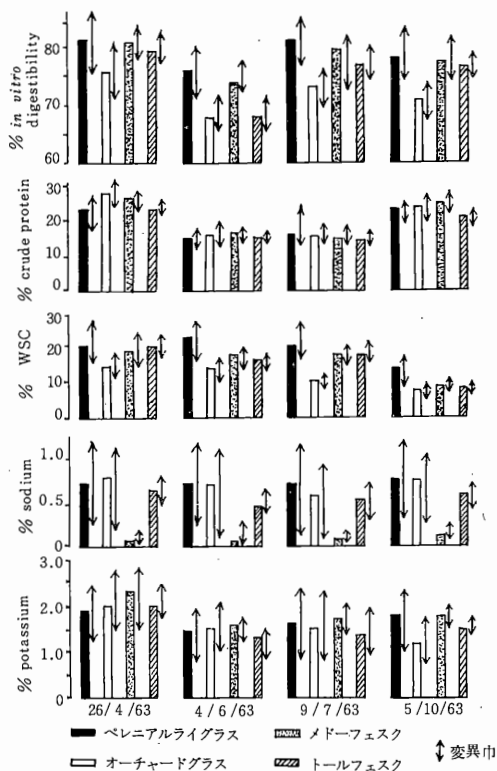 % in vitro
digestibility
80
70
60
% crude protein
30
20
10
0
% WSC
30
20
10
0
% sodium
1.0
0.5
0
% potassium
3.0
2.0
1.0
0
26/4/63 4/6/63 9/7/63 5/10/63
ペレニアルライグラス メドーフェスク
オーチャードグラス トールフェスク
変異巾